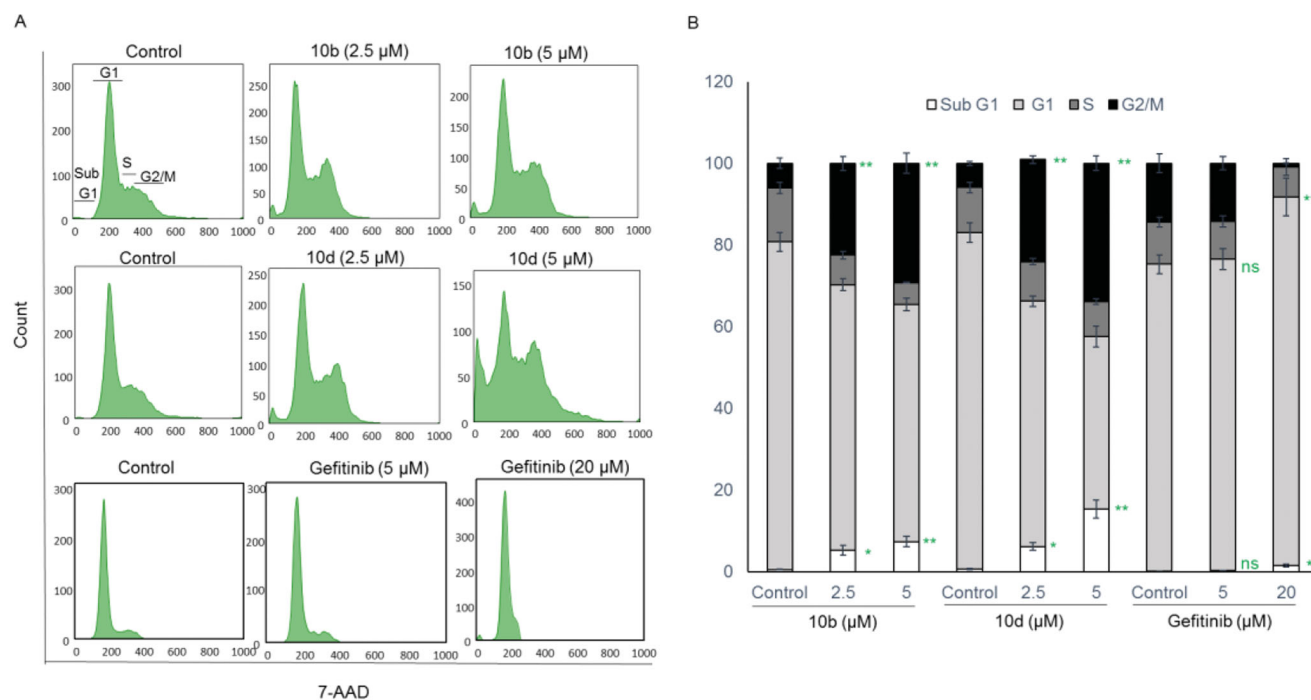 A
B
Control
10b (2.5 µM)
10b (5 µM)
G1
Sub
G1
S
G2/M
300
200
100
0
0 200 400 600 800 1000
250
200
150
100
50
0
0 200 400 600 800 1000
200
150
100
50
0
0 200 400 600 800 1000
Control
10d (2.5 µM)
10d (5 µM)
300
200
100
0
0 200 400 600 800 1000
250
200
150
100
50
0
0 200 400 600 800 1000
150
100
50
0
0 200 400 600 800 1000
Control
Gefitinib (5 µM)
Gefitinib (20 µM)
300
200
100
0
0 200 400 600 800 1000
300
200
100
0
0 200 400 600 800 1000
400
300
200
100
0
0 200 400 600 800 1000
Count
7-AAD
120
100
80
60
40
20
0
Sub G1 G1 S G2/M
** ** ** **
*
ns
**
* ** *
ns *
Control 2.5 5 Control 2.5 5 Control 5 20
10b (µM) 10d (µM) Gefitinib (µM)